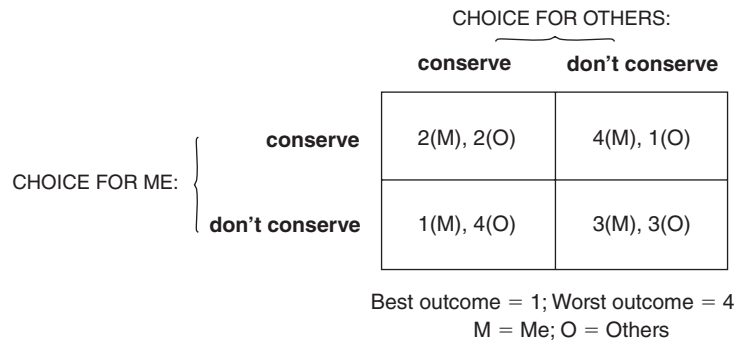 CHOICE FOR OTHERS:
conserve don't conserve
conserve 2(M), 2(O) 4(M), 1(O)
CHOICE FOR ME:
don't conserve 1(M), 4(O) 3(M), 3(O)
Best outcome = 1; Worst outcome = 4
M = Me; O = Others